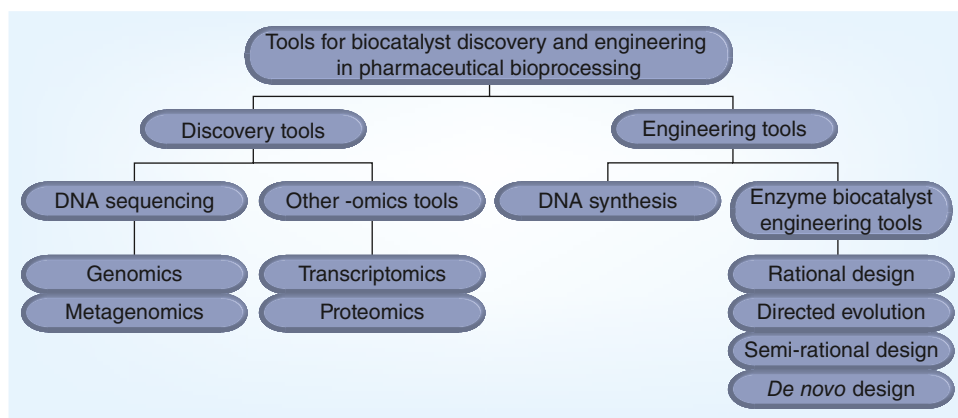 Tools for biocatalyst discovery and engineering
in pharmaceutical bioprocessing
Discovery tools
Engineering tools
DNA sequencing
Other -omics tools
DNA synthesis
Enzyme biocatalyst
engineering tools
Genomics
Transcriptomics
Rational design
Metagenomics
Proteomics
Directed evolution
Semi-rational design
De novo design